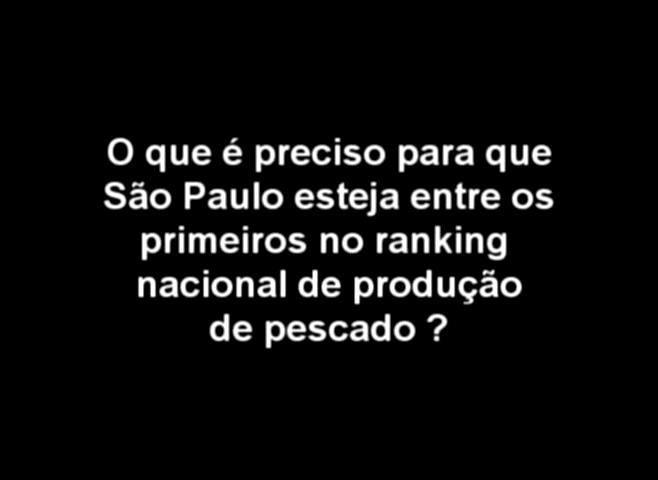 O que é preciso para que
São Paulo esteja entre os
primeiros no ranking
nacional de produção
de pescado ?